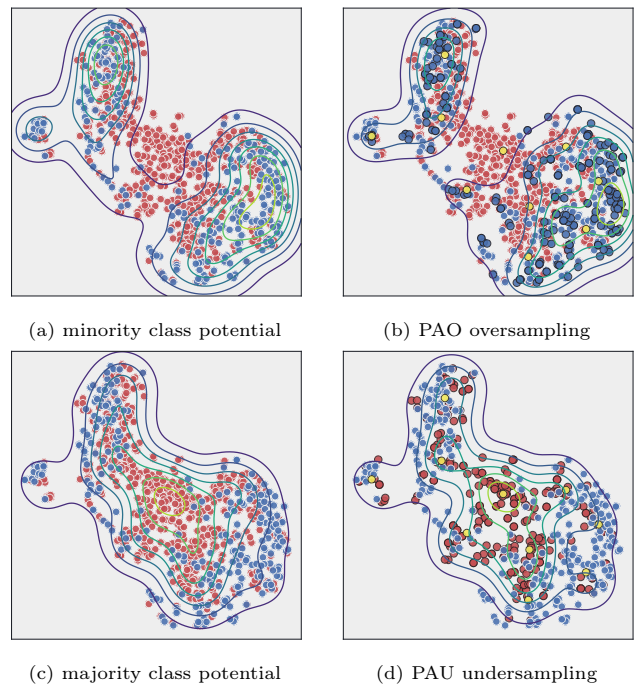 (a) minority class potential
(b) PAO oversampling
(c) majority class potential
(d) PAU undersampling